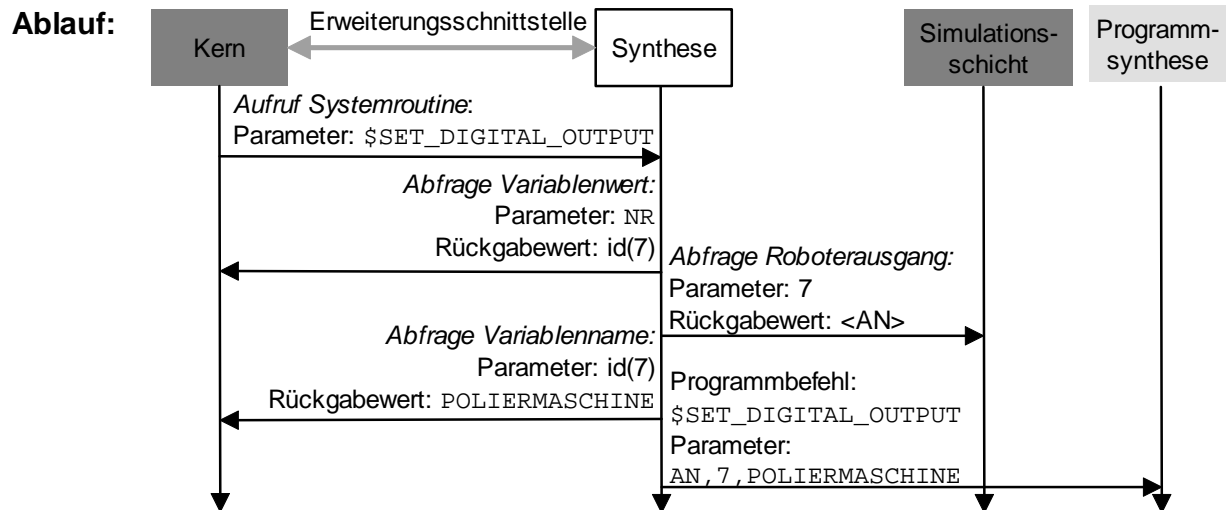 Ablauf:
Kern
Erweiterungsschnittstelle
Synthese
Simulations-
schicht
Programm-
synthese
Aufruf Systemroutine:
Parameter: $SET_DIGITAL_OUTPUT
Abfrage Variablenwert:
Parameter: NR
Rückgabewert: id(7)
Abfrage Roboterausgang:
Parameter: 7
Rückgabewert: <AN>
Abfrage Variablenname:
Parameter: id(7)
Rückgabewert: POLIERMASCHINE
Programmbefehl:
$SET_DIGITAL_OUTPUT
Parameter:
AN,7,POLIERMASCHINE